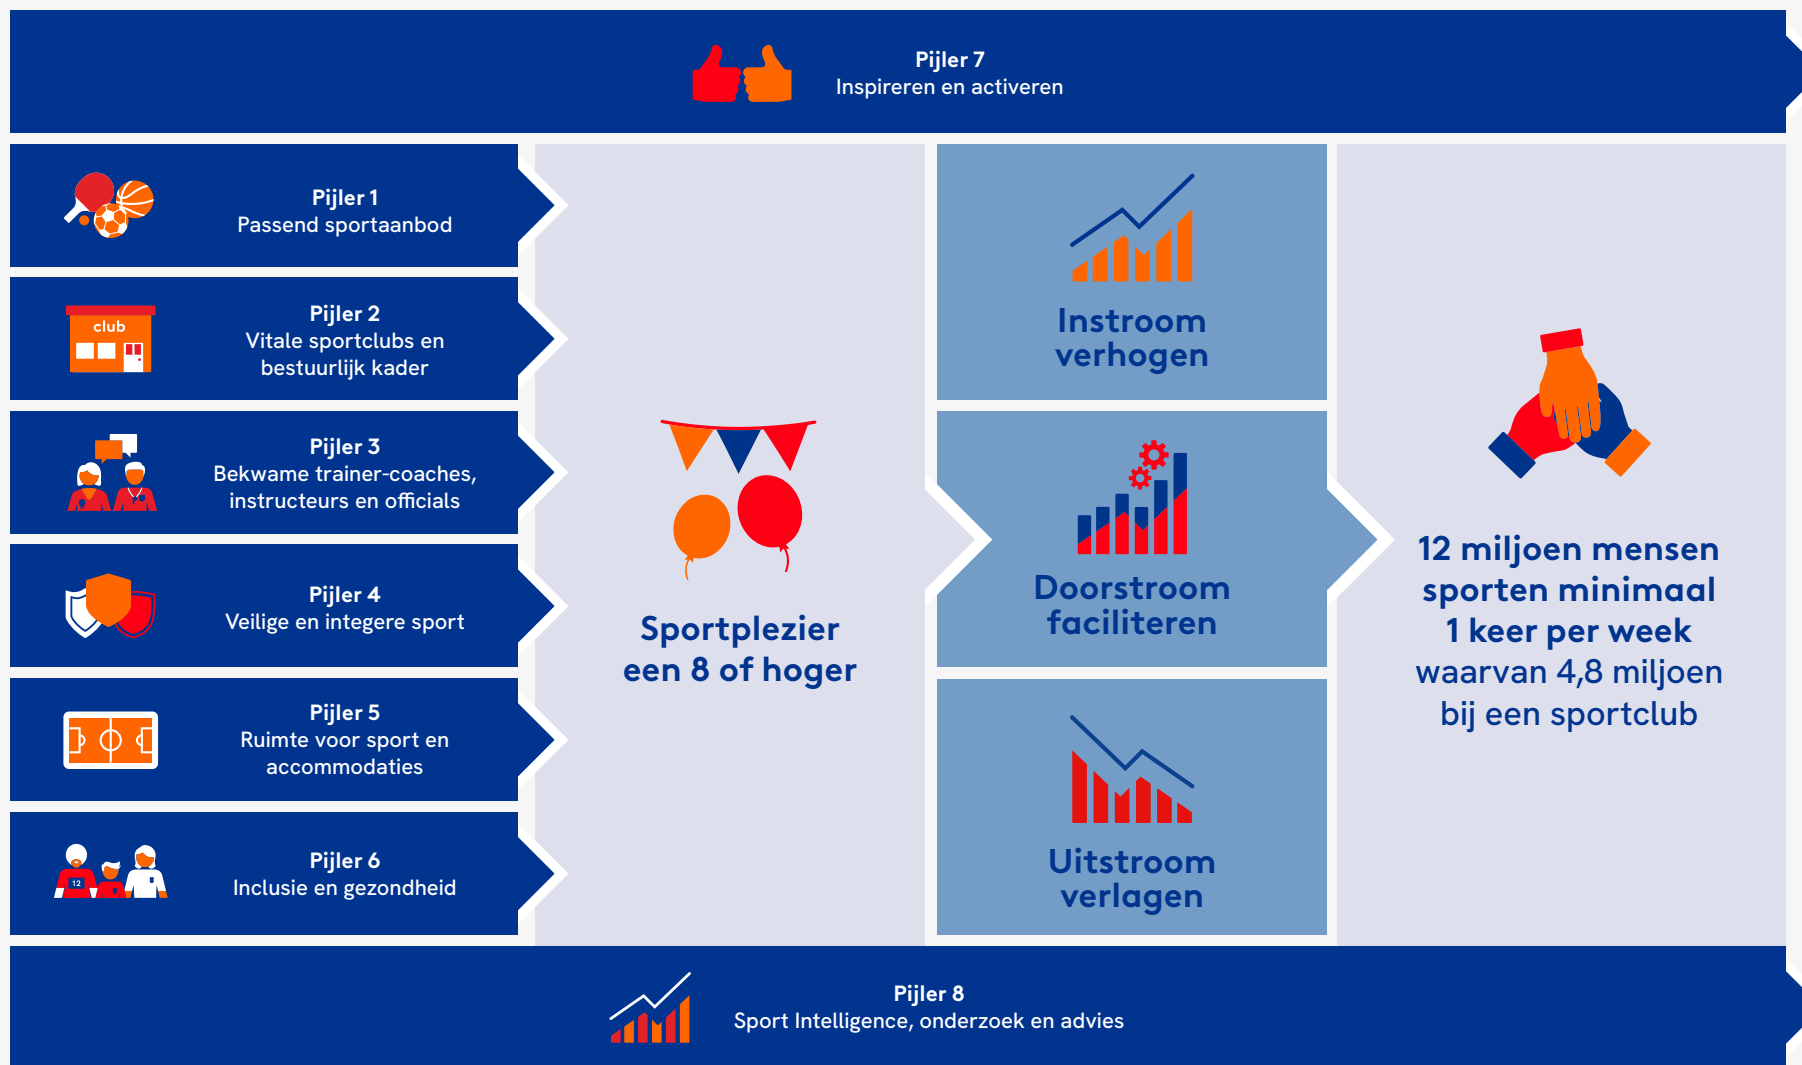 Pijler 7
Inspireren en activeren
Pijler 1
Passend sportaanbod
club
Pijler 2
Vitale sportclubs en
bestuurlijk kader
Pijler 3
Bekwame trainer-coaches,
instructeurs en officials
Pijler 4
Veilige en integere sport
Pijler 5
Ruimte voor sport en
accommodaties
12
Pijler 6
Inclusie en gezondheid
Sportplezier
een 8 of hoger
Instroom
verhogen
Doorstroom
faciliteren
Uitstroom
verlagen
12 miljoen mensen
sporten minimaal
1 keer per week
waarvan 4,8 miljoen
bij een sportclub
Pijler 8
Sport Intelligence, onderzoek en advies